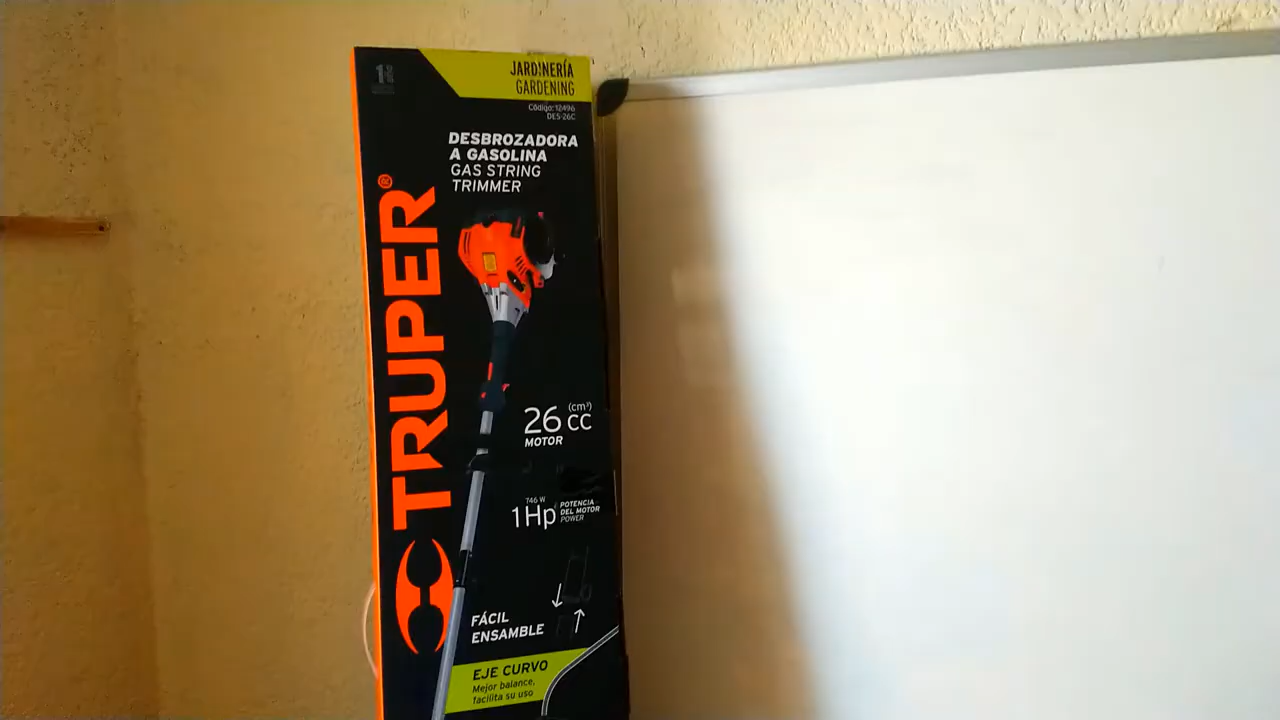 JARDINERÍA
GARDENING
Código: 12496
DES-26C
DESBROZADORA
A GASOLINA
GAS STRING
TRIMMER
TRUPER®
26 cc (cm³)
MOTOR
746 W
1Hp
POTENCIA
DEL MOTOR
POWER
FÁCIL
ENSAMBLE
EJE CURVO
Mejor balance,
facilita su uso